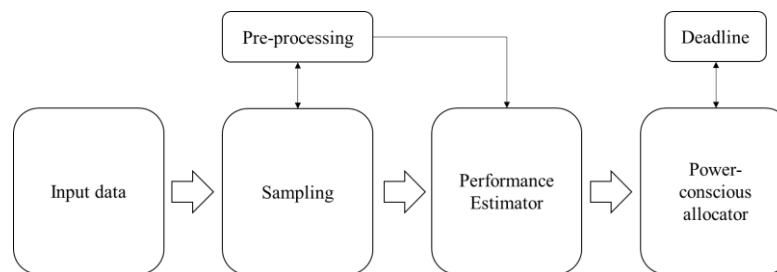 Pre-processing
Deadline
Input data
Sampling
Performance
Estimator
Power-
conscious
allocator